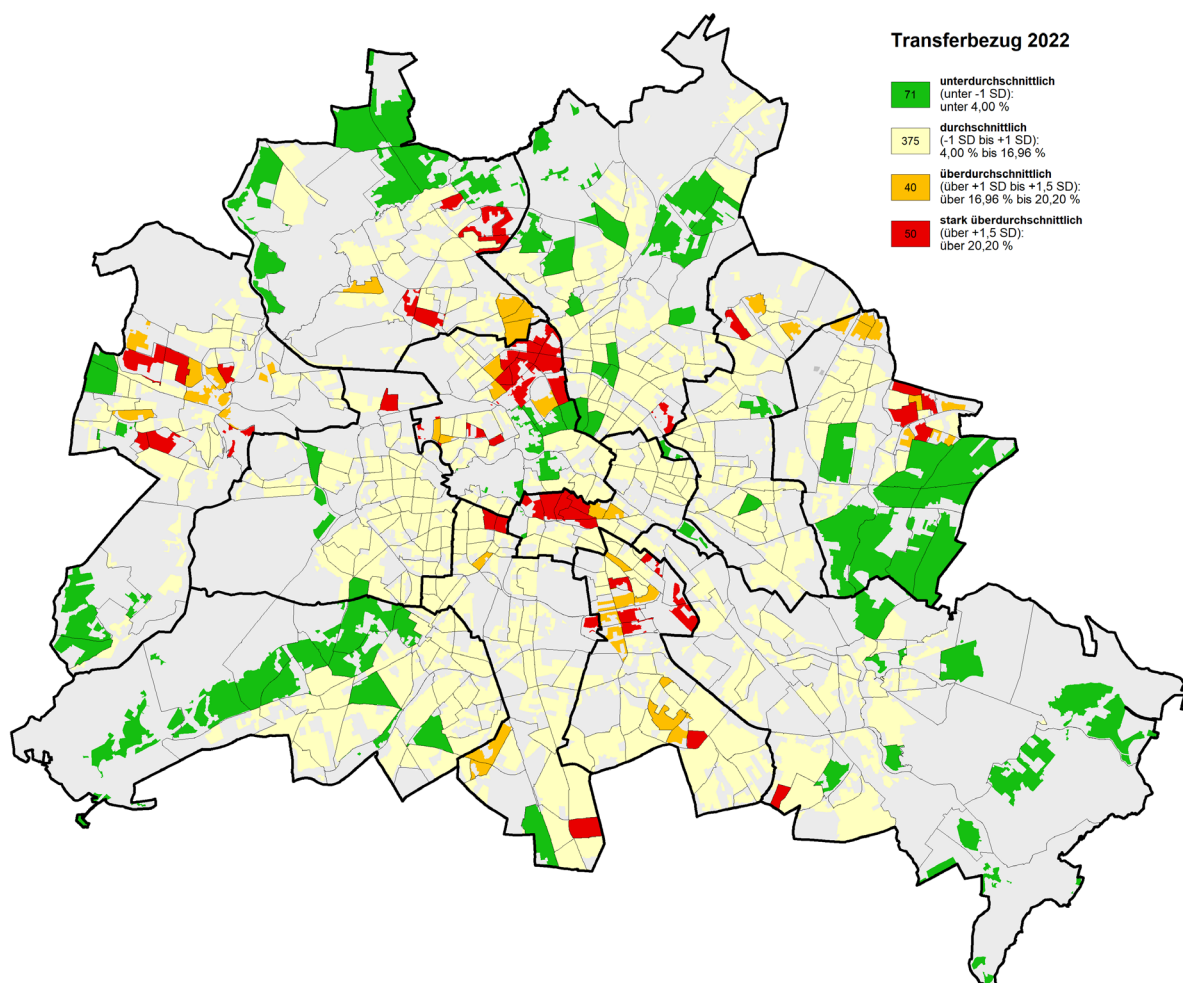 Transferbezug 2022
71
unterdurchschnittlich
(unter -1 SD):
unter 4,00 %
375
durchschnittlich
(-1 SD bis +1 SD):
4,00 % bis 16,96 %
40
überdurchschnittlich
(über +1 SD bis +1,5 SD):
über 16,96 % bis 20,20 %
50
stark überdurchschnittlich
(über +1,5 SD):
über 20,20 %